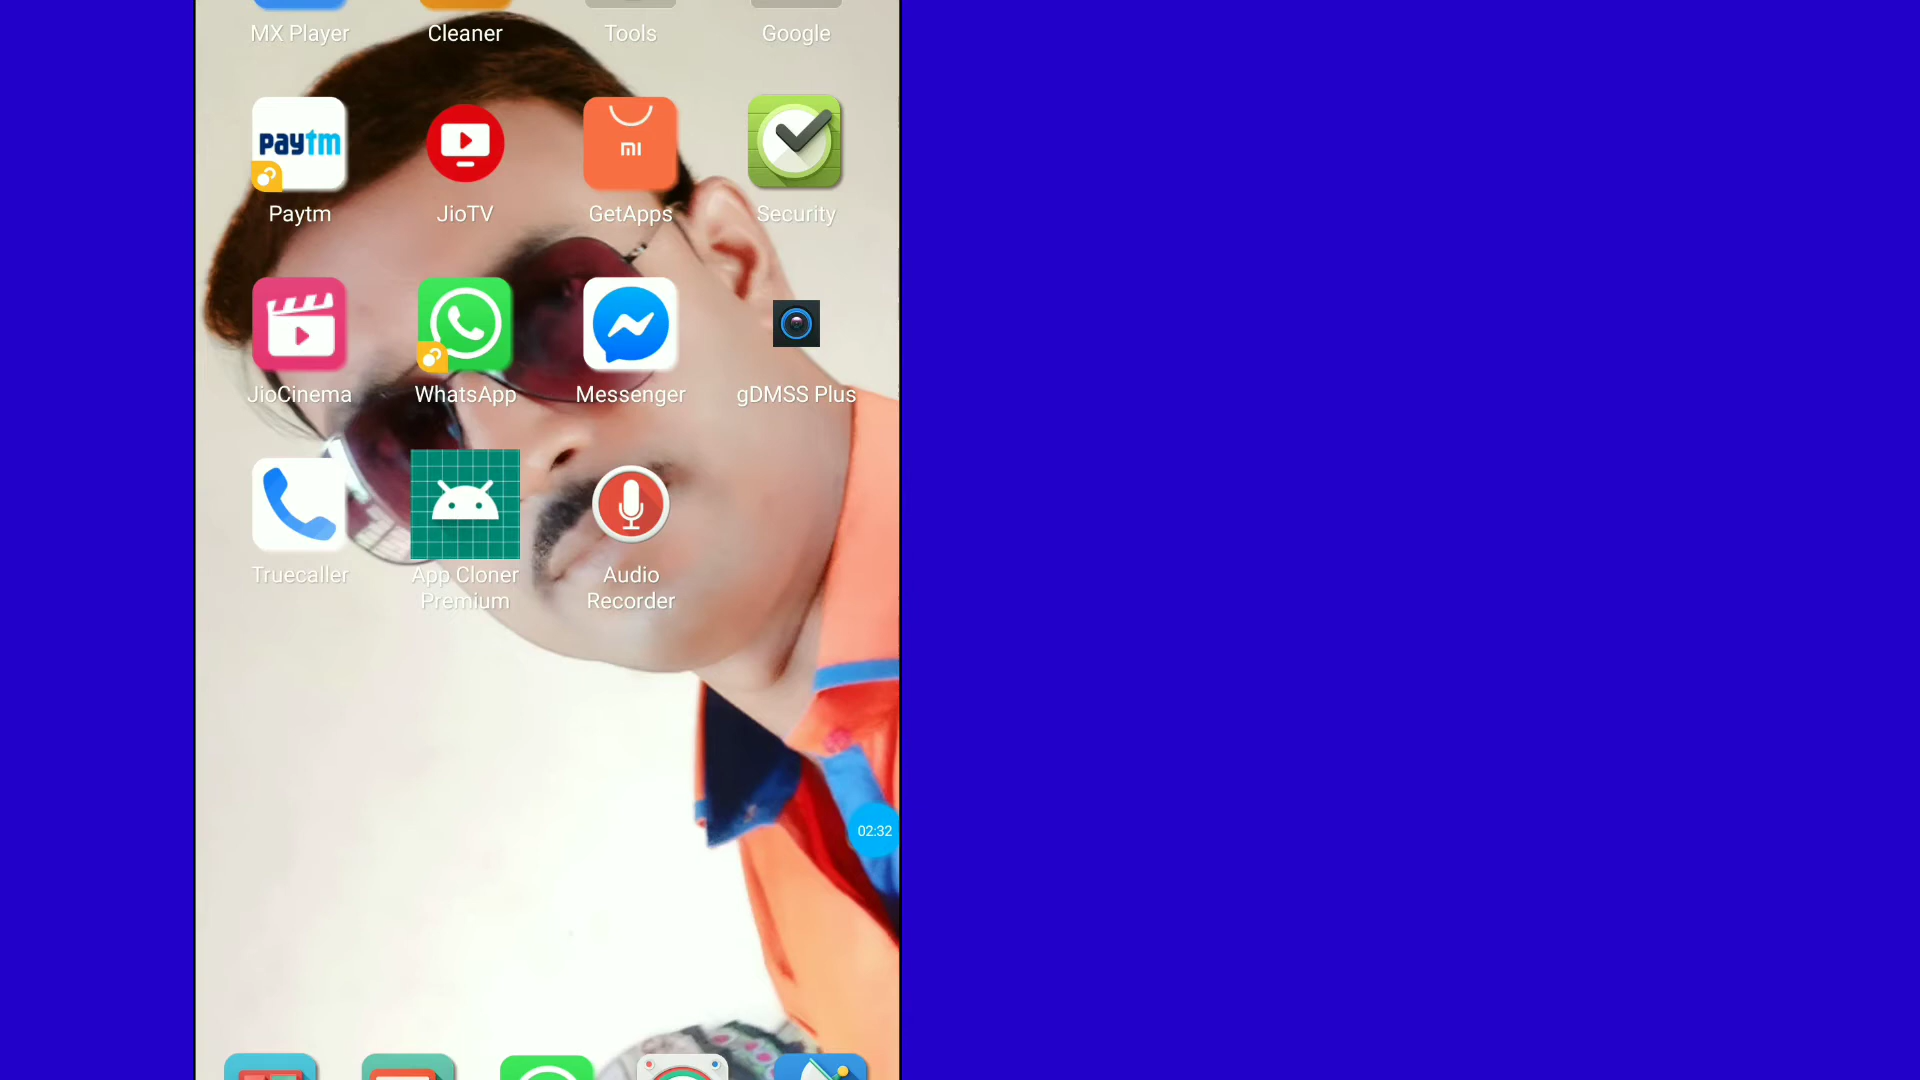 MX Player Cleaner Tools Google
paytm
mi
Paytm JioTV GetApps Security
JioCinema WhatsApp Messenger gDMSS Plus
Truecaller App Cloner Audio
Premium Recorder
02:32